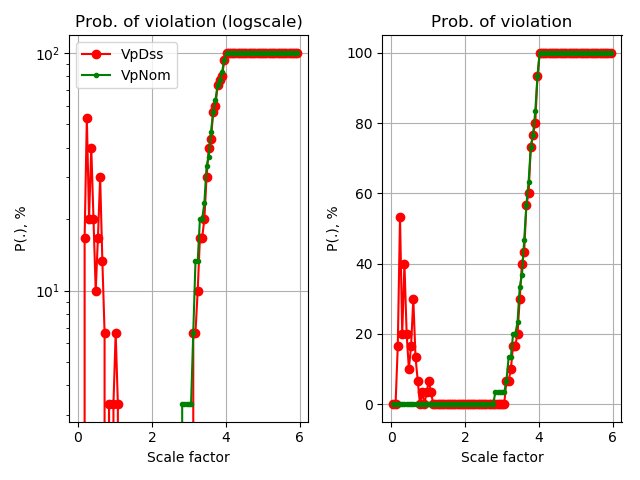 Prob. of violation (logscale)
10²
10¹
P(.), %
VpDss
VpNom
0 2 4 6
Scale factor
Prob. of violation
100
80
60
40
20
0
P(.), %
0 2 4 6
Scale factor